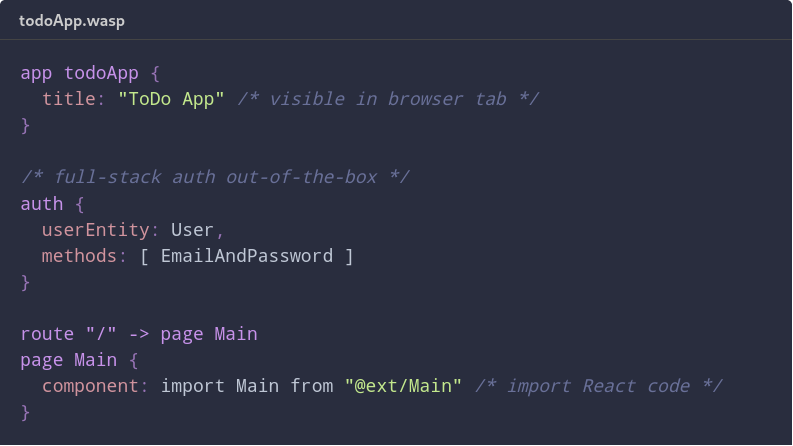 todoApp.wasp
app todoApp {
  title: "ToDo App" /* visible in browser tab */
}
/* full-stack auth out-of-the-box */
auth {
  userEntity: User,
  methods: [ EmailAndPassword ]
}
route "/" -> page Main
page Main {
  component: import Main from "@ext/Main" /* import React code */
}